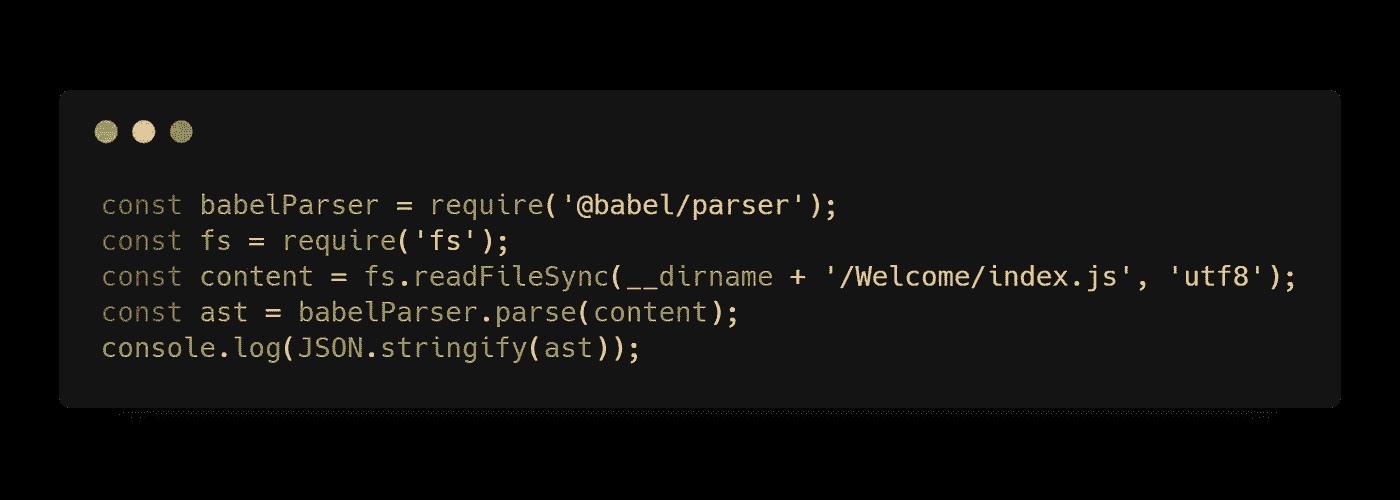 const babelParser = require('@babel/parser');
const fs = require('fs');
const content = fs.readFileSync(__dirname + '/Welcome/index.js', 'utf8');
const ast = babelParser.parse(content);
console.log(JSON.stringify(ast));